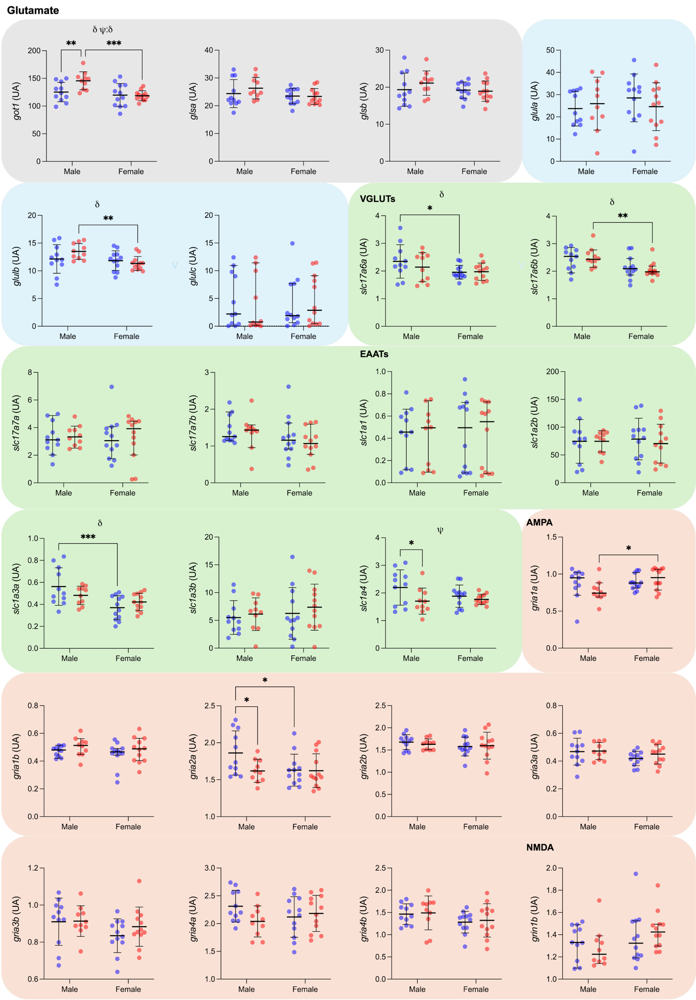 Glutamate
δ ψ:δ
** ***
200 150 100 50 0
got1 (UA)
Male Female
40 30 20 10 0
glsa (UA)
Male Female
30 20 10 0
glsb (UA)
Male Female
50 40 30 20 10 0
glula (UA)
Male Female
δ
**
20 15 10 5 0
glulb (UA)
Male Female
v
20 15 10 5 0
glulc (UA)
Male Female
VGLUTs
δ
*
4 3 2 1 0
slc17a6a (UA)
Male Female
δ
**
4 3 2 1 0
slc17a6b (UA)
Male Female
8 6 4 2 0
slc17a7a (UA)
Male Female
3 2 1 0
slc17a7b (UA)
Male Female
EAATs
1.0 0.8 0.6 0.4 0.2 0.0
slc1a1 (UA)
Male Female
200 150 100 50 0
slc1a2b (UA)
Male Female
δ
***
1.0 0.8 0.6 0.4 0.2 0.0
slc1a3a (UA)
Male Female
20 15 10 5 0
slc1a3b (UA)
Male Female
ψ
*
4 3 2 1 0
slc1a4 (UA)
Male Female
AMPA
*
1.5 1.0 0.5 0.0
gria1a (UA)
Male Female
0.8 0.6 0.4 0.2 0.0
gria1b (UA)
Male Female
*
*
2.5 2.0 1.5 1.0
gria2a (UA)
Male Female
2.5 2.0 1.5 1.0 0.5 0.0
gria2b (UA)
Male Female
0.8 0.6 0.4 0.2 0.0
gria3a (UA)
Male Female
1.2 1.0 0.8 0.6
gria3b (UA)
Male Female
3.0 2.5 2.0 1.5 1.0
gria4a (UA)
Male Female
2.5 2.0 1.5 1.0 0.5 0.0
gria4b (UA)
Male Female
NMDA
2.0 1.8 1.6 1.4 1.2 1.0
grin1b (UA)
Male Female